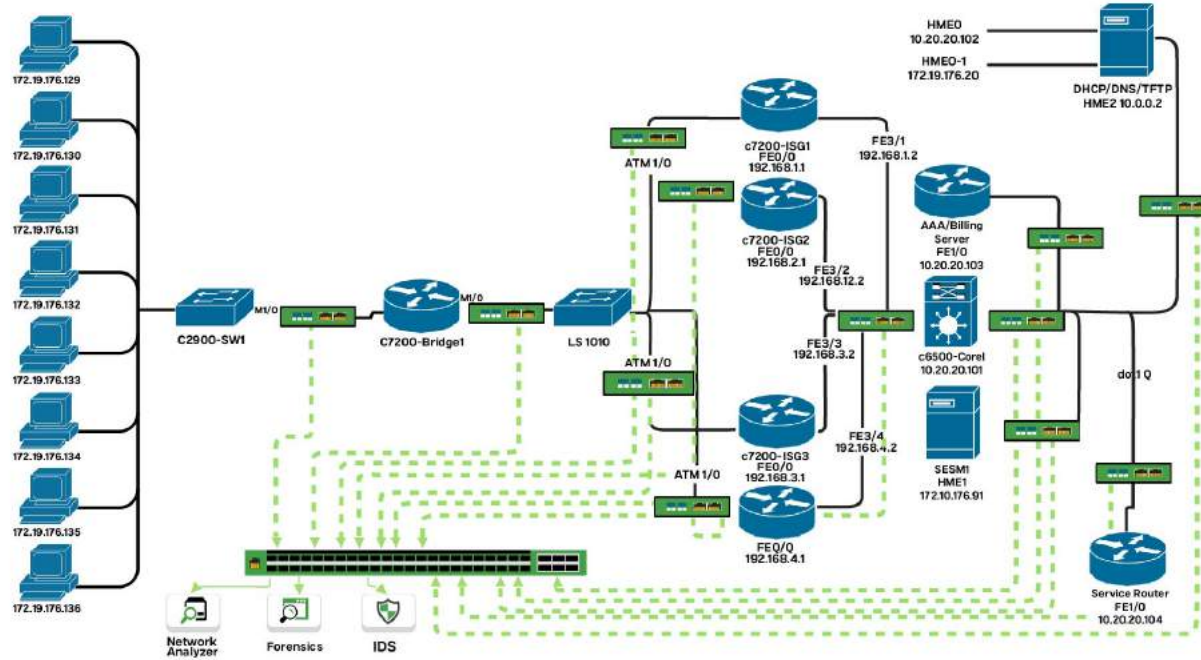 172.19.176.129
172.19.176.130
172.19.176.131
172.19.176.132
172.19.176.133
172.19.176.134
172.19.176.135
172.19.176.136
C2900-SW1
M1/0
C7200-Bridge1
M1/0
LS 1010
ATM 1/0
ATM 1/0
ATM 1/0
c7200-ISG1
FE0/0
192.168.1.1
c7200-ISG2
FE0/0
192.168.2.1
c7200-ISG3
FE0/0
192.168.3.1
FE0/0
192.168.4.1
FE3/1
192.168.1.2
FE3/2
192.168.12.2
FE3/3
192.168.3.2
FE3/4
192.168.4.2
HME0
10.20.20.102
HME0-1
172.19.176.20
DHCP/DNS/TFTP
HME2 10.0.0.2
AAA/Billing
Server
FE1/0
10.20.20.103
c6500-Corel
10.20.20.101
SESM1
HME1
172.10.176.91
dot1 Q
Service Router
FE1/0
10.20.20.104
Network
Analyzer
Forensics
IDS